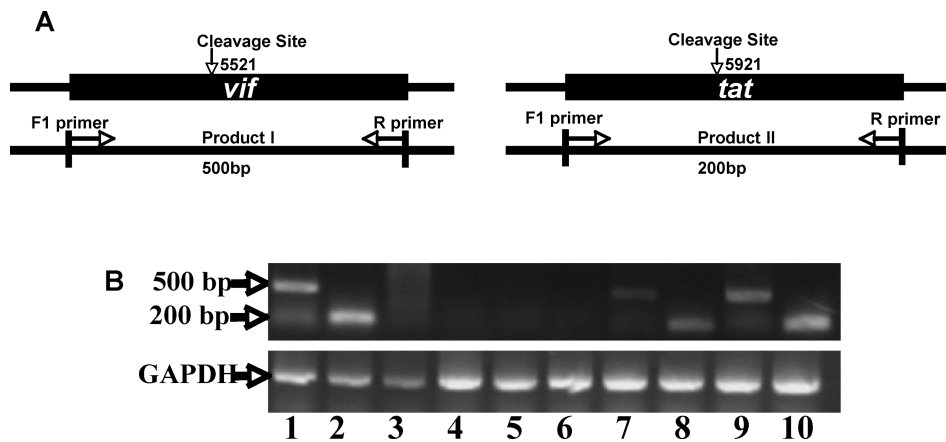 A
Cleavage Site
5521
vif
F1 primer
Product I
R primer
500bp
Cleavage Site
5921
tat
F1 primer
Product II
R primer
200bp
B
500 bp
200 bp
GAPDH
1 2 3 4 5 6 7 8 9 10